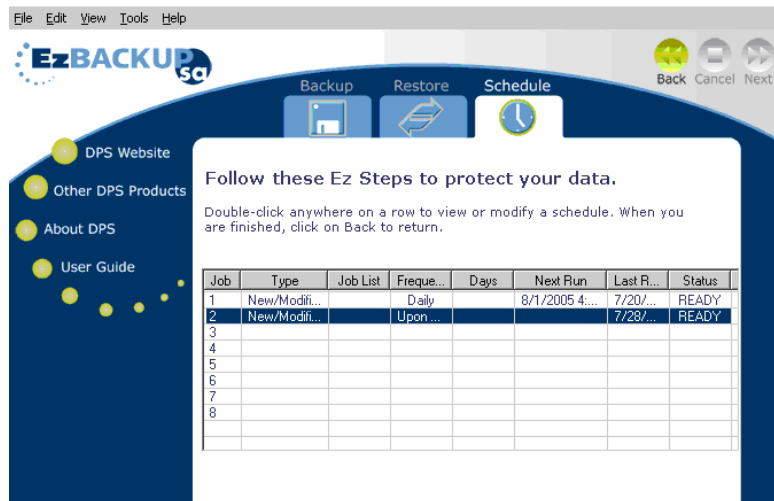 File Edit View Tools Help
EzBACKUP sa
Backup Restore Schedule
Back Cancel Next
DPS Website
Other DPS Products
About DPS
User Guide
Follow these Ez Steps to protect your data.
Double-click anywhere on a row to view or modify a schedule. When you
are finished, click on Back to return.
Job Type Job List Freque... Days Next Run Last R... Status
1 New/Modifi... Daily 8/1/2005 4:... 7/20/... READY
2 New/Modifi... Upon ... 7/28/... READY
3
4
5
6
7
8